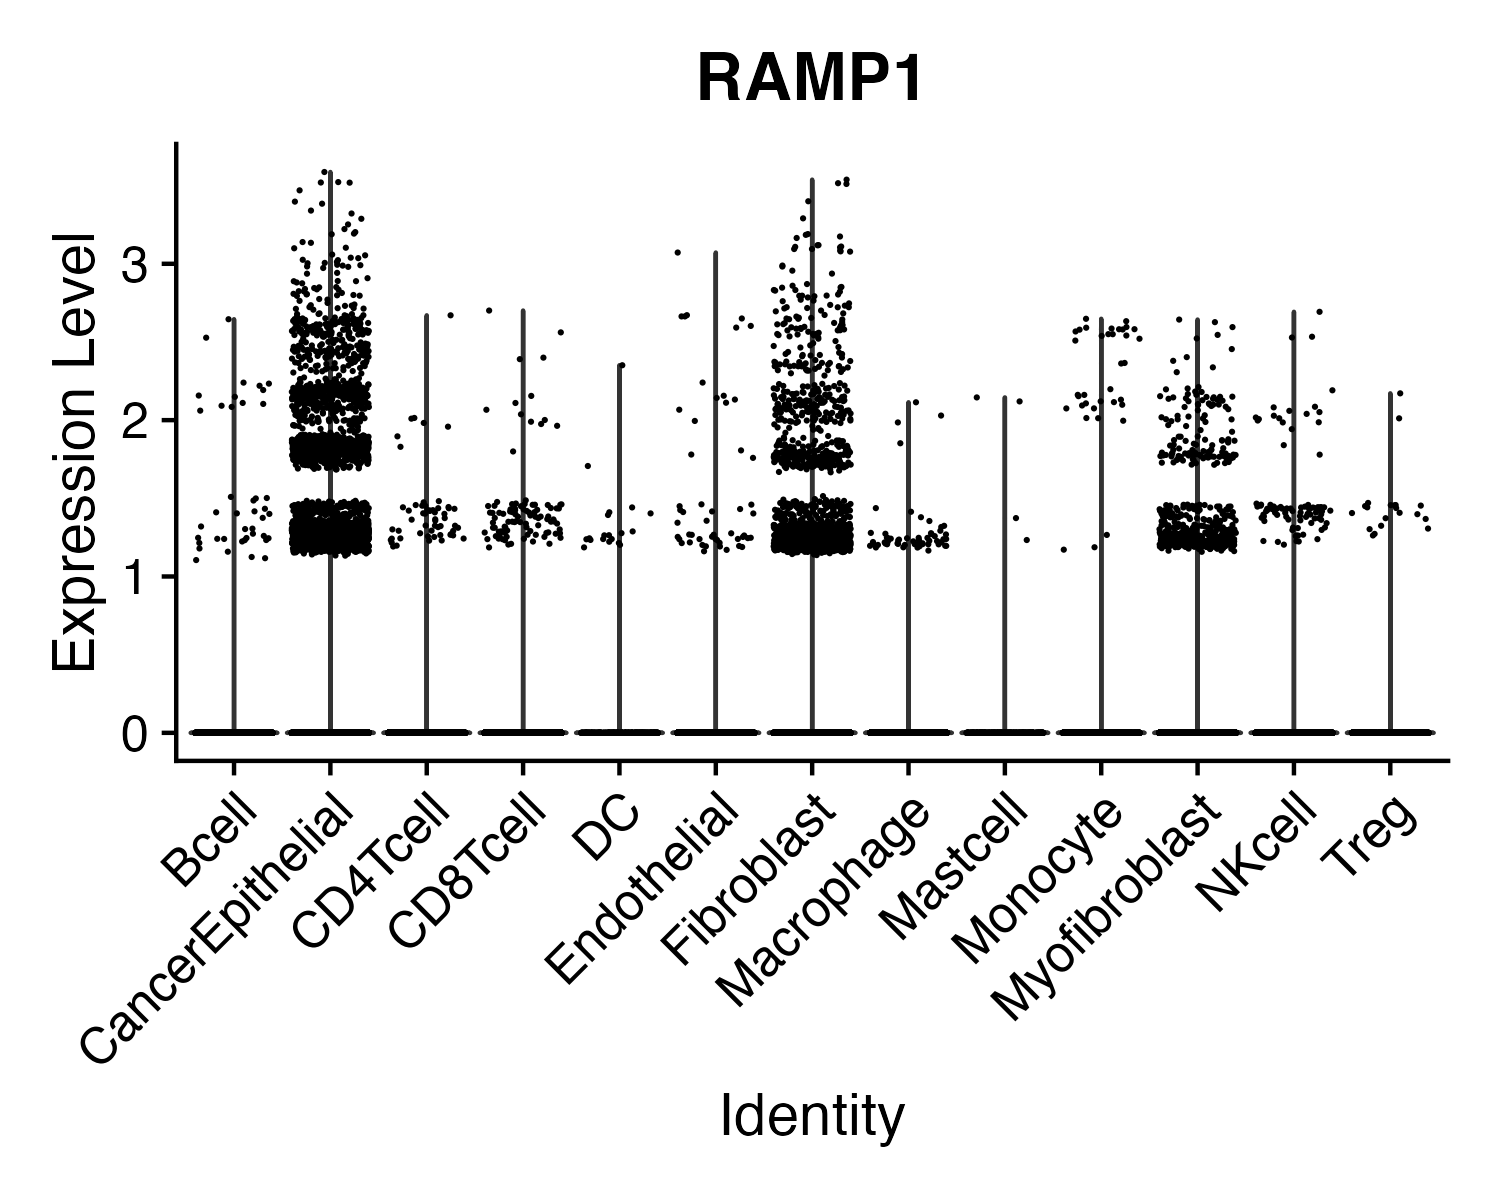 RAMP1
Expression Level
3
2
1
0
Bcell
CancerEpithelial
CD4Tcell
CD8Tcell
DC
Endothelial
Fibroblast
Macrophage
Mastcell
Monocyte
Myofibroblast
NKcell
Treg
Identity